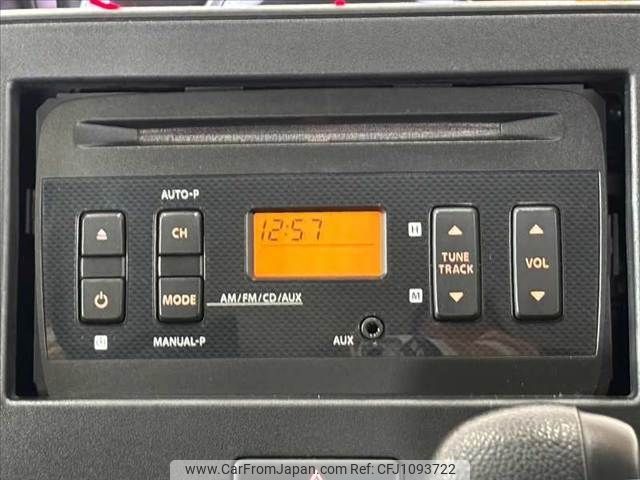 AUTO-P
CH
12:57
H
TUNE
TRACK
VOL
MODE
AM/FM/CD/AUX
M
MANUAL-P
AUX
www.CarFromJapan.com Ref:CFJ1093722